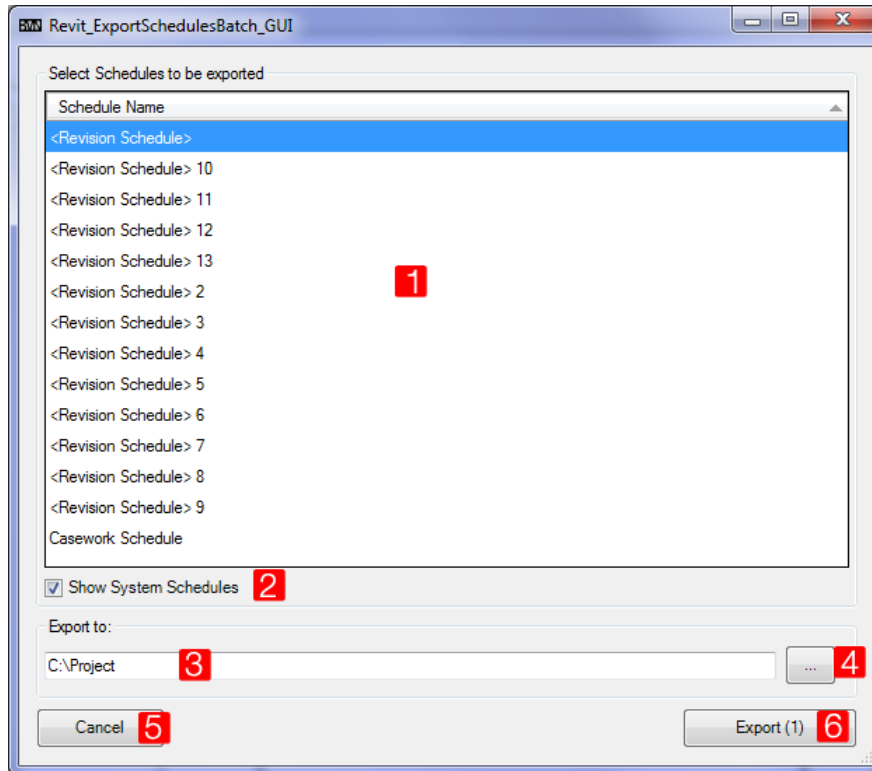 BVN Revit_ExportSchedulesBatch_GUI
Select Schedules to be exported
Schedule Name
<Revision Schedule>
<Revision Schedule> 10
<Revision Schedule> 11
<Revision Schedule> 12
<Revision Schedule> 13
1
<Revision Schedule> 2
<Revision Schedule> 3
<Revision Schedule> 4
<Revision Schedule> 5
<Revision Schedule> 6
<Revision Schedule> 7
<Revision Schedule> 8
<Revision Schedule> 9
Casework Schedule
Show System Schedules 2
Export to:
C:\Project 3 ... 4
Cancel 5 Export (1) 6